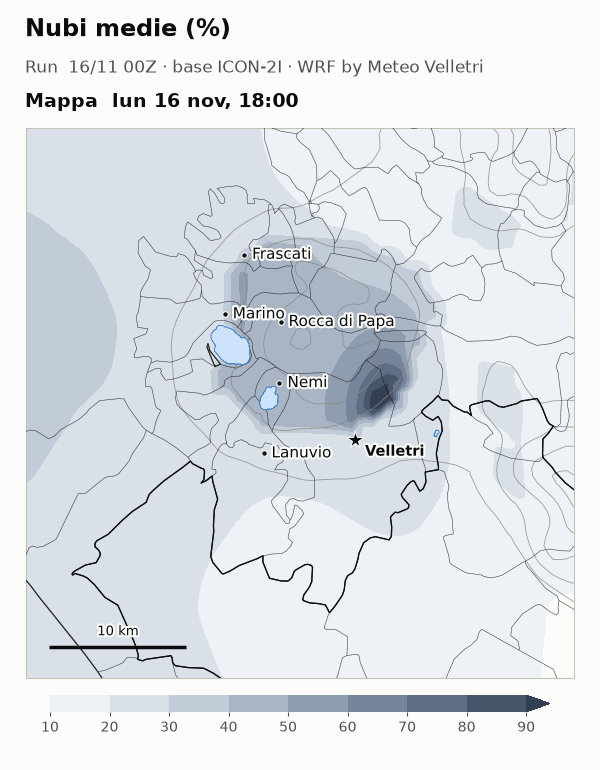 Nubi medie (%)
Run  16/11 00Z · base ICON-2I · WRF by Meteo Velletri
Mappa  lun 16 nov, 18:00
Frascati
Marino
Rocca di Papa
Nemi
Velletri
Lanuvio
10 km
10 20 30 40 50 60 70 80 90